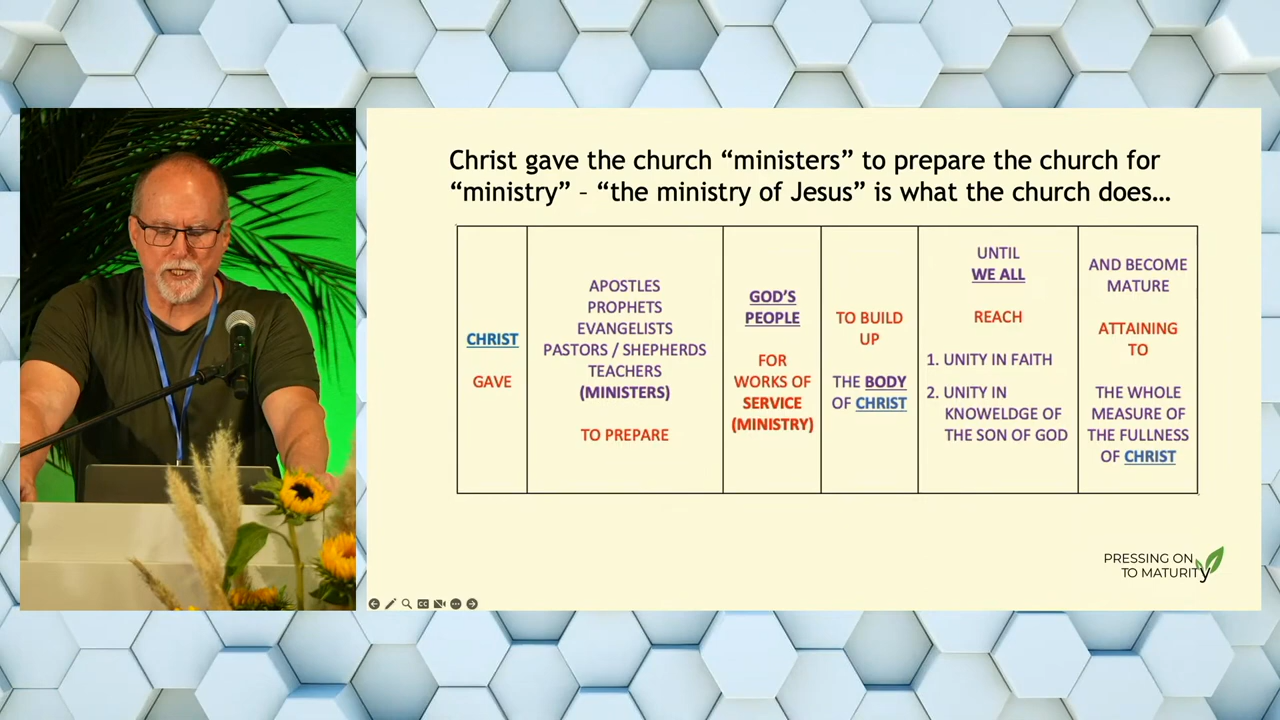 Christ gave the church “ministers” to prepare the church for
“ministry” – “the ministry of Jesus” is what the church does…
CHRIST
GAVE
APOSTLES
PROPHETS
EVANGELISTS
PASTORS / SHEPHERDS
TEACHERS
(MINISTERS)
TO PREPARE
GOD’S
PEOPLE
FOR
WORKS OF
SERVICE
(MINISTRY)
TO BUILD
UP
THE BODY
OF CHRIST
UNTIL
WE ALL
REACH
1. UNITY IN FAITH
2. UNITY IN
KNOWELDGE OF
THE SON OF GOD
AND BECOME
MATURE
ATTAINING
TO
THE WHOLE
MEASURE OF
THE FULLNESS
OF CHRIST
PRESSING ON
TO MATURITy
CC